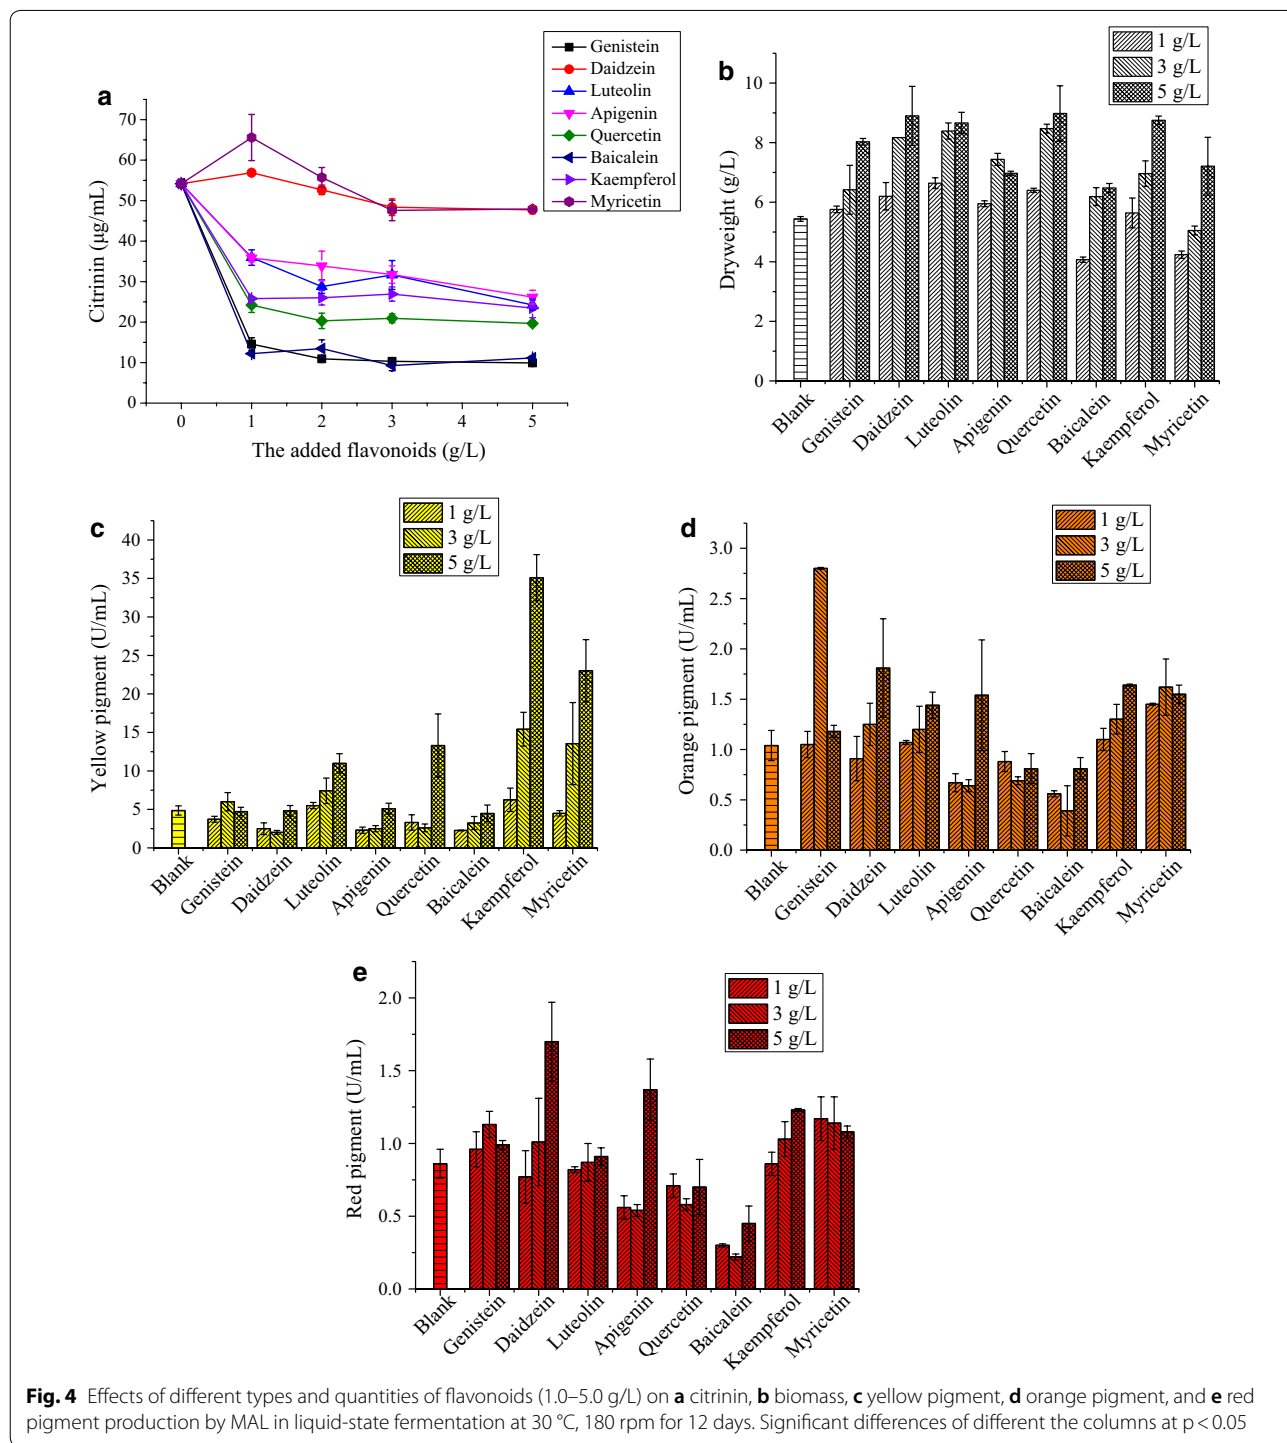 a
Genistein
Daidzein
Luteolin
Apigenin
Quercetin
Baicalein
Kaempferol
Myricetin
Citrinin (μg/mL)
70
60
50
40
30
20
10
0
0 1 2 3 4 5
The added flavonoids (g/L)
b
1 g/L
3 g/L
5 g/L
Dryweight (g/L)
10
8
6
4
2
0
Blank
Genistein
Daidzein
Luteolin
Apigenin
Quercetin
Baicalein
Kaempferol
Myricetin
c
1 g/L
3 g/L
5 g/L
Yellow pigment (U/mL)
40
35
30
25
20
15
10
5
0
Blank
Genistein
Daidzein
Luteolin
Apigenin
Quercetin
Baicalein
Kaempferol
Myricetin
d
1 g/L
3 g/L
5 g/L
Orange pigment (U/mL)
3.0
2.5
2.0
1.5
1.0
0.5
0.0
Blank
Genistein
Daidzein
Luteolin
Apigenin
Quercetin
Baicalein
Kaempferol
Myricetin
e
1 g/L
3 g/L
5 g/L
Red pigment (U/mL)
2.0
1.5
1.0
0.5
0.0
Blank
Genistein
Daidzein
Luteolin
Apigenin
Quercetin
Baicalein
Kaempferol
Myricetin
Fig. 4 Effects of different types and quantities of flavonoids (1.0–5.0 g/L) on a citrinin, b biomass, c yellow pigment, d orange pigment, and e red
pigment production by MAL in liquid-state fermentation at 30 °C, 180 rpm for 12 days. Significant differences of different the columns at p < 0.05